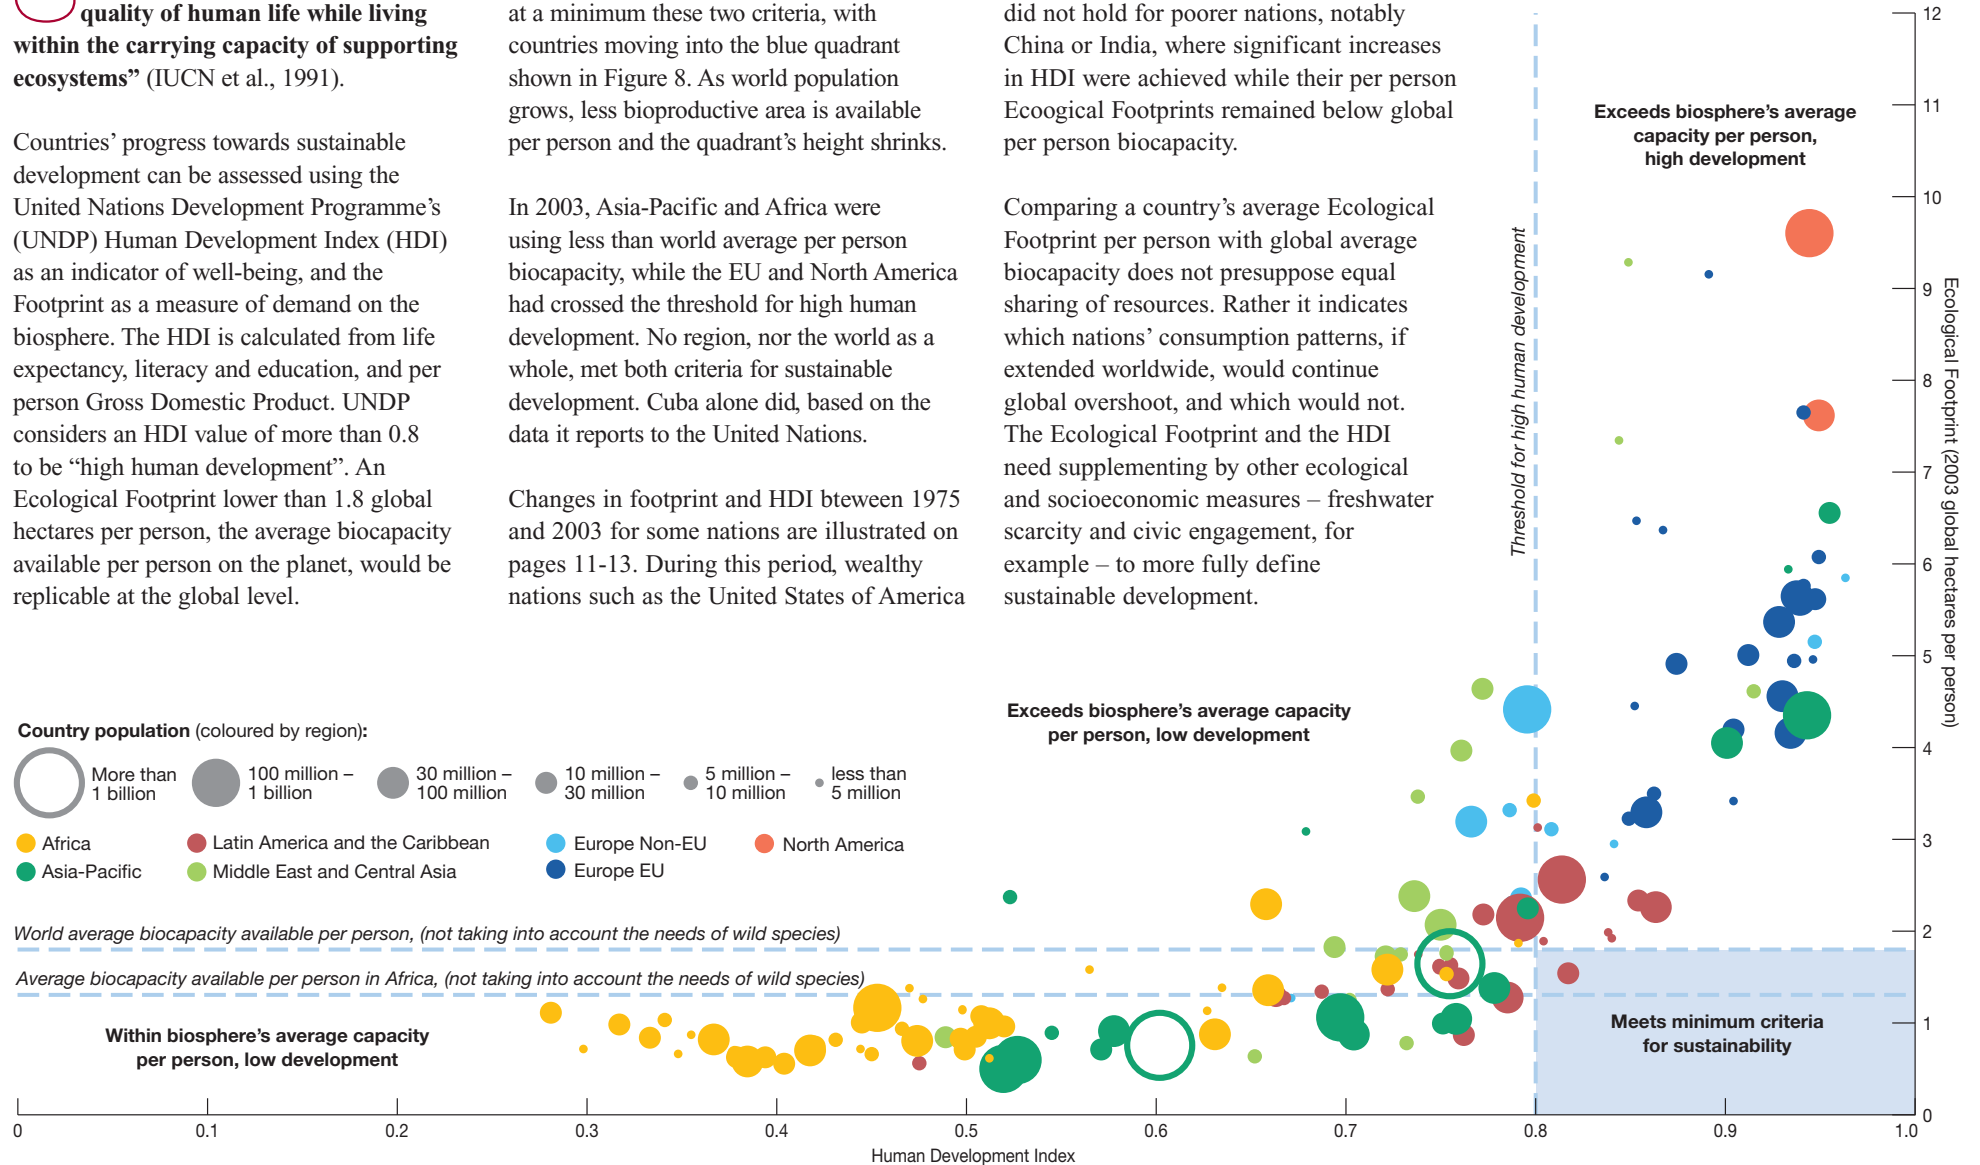 quality of human life while living
within the carrying capacity of supporting
ecosystems” (IUCN et al., 1991).
Countries’ progress towards sustainable
development can be assessed using the
United Nations Development Programme’s
(UNDP) Human Development Index (HDI)
as an indicator of well-being, and the
Footprint as a measure of demand on the
biosphere. The HDI is calculated from life
expectancy, literacy and education, and per
person Gross Domestic Product. UNDP
considers an HDI value of more than 0.8
to be “high human development”. An
Ecological Footprint lower than 1.8 global
hectares per person, the average biocapacity
available per person on the planet, would be
replicable at the global level.
at a minimum these two criteria, with
countries moving into the blue quadrant
shown in Figure 8. As world population
grows, less bioproductive area is available
per person and the quadrant’s height shrinks.
In 2003, Asia-Pacific and Africa were
using less than world average per person
biocapacity, while the EU and North America
had crossed the threshold for high human
development. No region, nor the world as a
whole, met both criteria for sustainable
development. Cuba alone did, based on the
data it reports to the United Nations.
Changes in footprint and HDI bteween 1975
and 2003 for some nations are illustrated on
pages 11-13. During this period, wealthy
nations such as the United States of America
did not hold for poorer nations, notably
China or India, where significant increases
in HDI were achieved while their per person
Ecoogical Footprints remained below global
per person biocapacity.
Comparing a country’s average Ecological
Footprint per person with global average
biocapacity does not presuppose equal
sharing of resources. Rather it indicates
which nations’ consumption patterns, if
extended worldwide, would continue
global overshoot, and which would not.
The Ecological Footprint and the HDI
need supplementing by other ecological
and socioeconomic measures – freshwater
scarcity and civic engagement, for
example – to more fully define
sustainable development.
Threshold for high human development
Exceeds biosphere’s average
capacity per person,
high development
12
11
10
9
8
7
6
5
4
3
2
1
0
Ecological Footprint (2003 global hectares per person)
Exceeds biosphere’s average capacity
per person, low development
Country population (coloured by region):
More than
1 billion
100 million –
1 billion
30 million –
100 million
10 million –
30 million
5 million –
10 million
less than
5 million
Africa
Latin America and the Caribbean
Europe Non-EU
North America
Asia-Pacific
Middle East and Central Asia
Europe EU
World average biocapacity available per person, (not taking into account the needs of wild species)
Average biocapacity available per person in Africa, (not taking into account the needs of wild species)
Within biosphere’s average capacity
per person, low development
Meets minimum criteria
for sustainability
0 0.1 0.2 0.3 0.4 0.5 0.6 0.7 0.8 0.9 1.0
Human Development Index